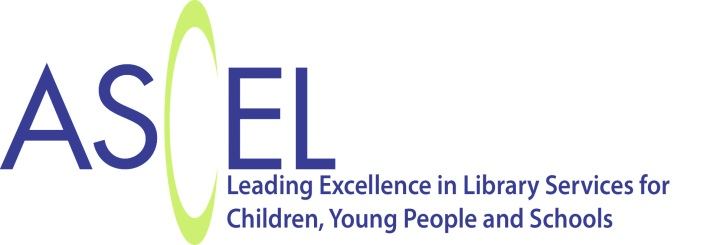 ASCEL
Leading Excellence in Library Services for
Children, Young People and Schools